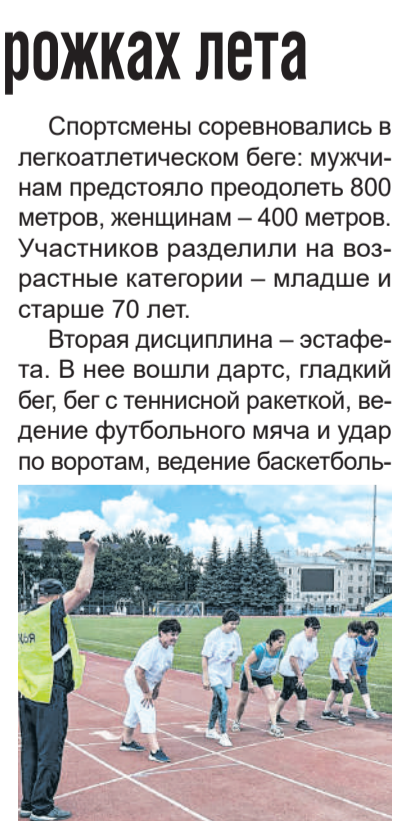 рожках лета
Спортсмены соревновались в
легкоатлетическом беге: мужчи-
нам предстояло преодолеть 800
метров, женщинам – 400 метров.
Участников разделили на воз-
растные категории – младше и
старше 70 лет.
Вторая дисциплина – эстафе-
та. В нее вошли дартс, гладкий
бег, бег с теннисной ракеткой, ве-
дение футбольного мяча и удар
по воротам, ведение баскетболь-